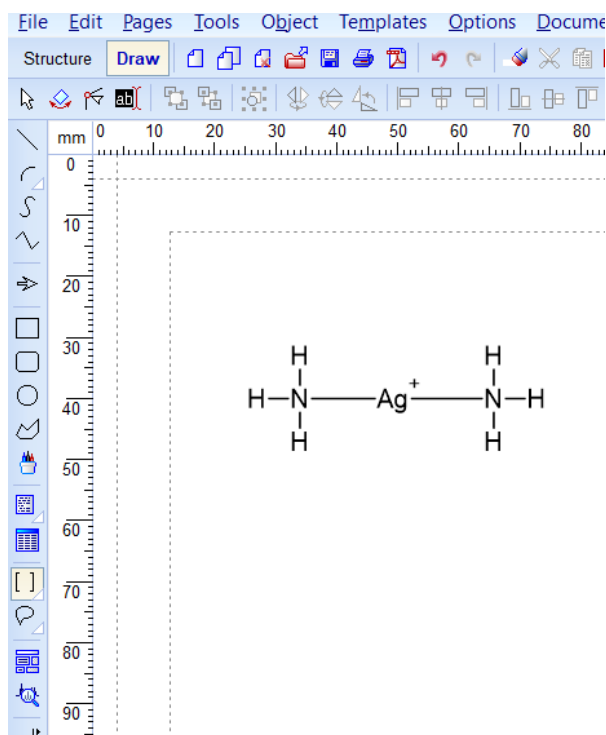 File Edit Pages Tools Object Templates Options Docume
Structure Draw
ab
mm 0 10 20 30 40 50 60 70 80
0
10
20
30
40
50
60
70
80
90
H H
H N Ag + N H
H H
[ ]